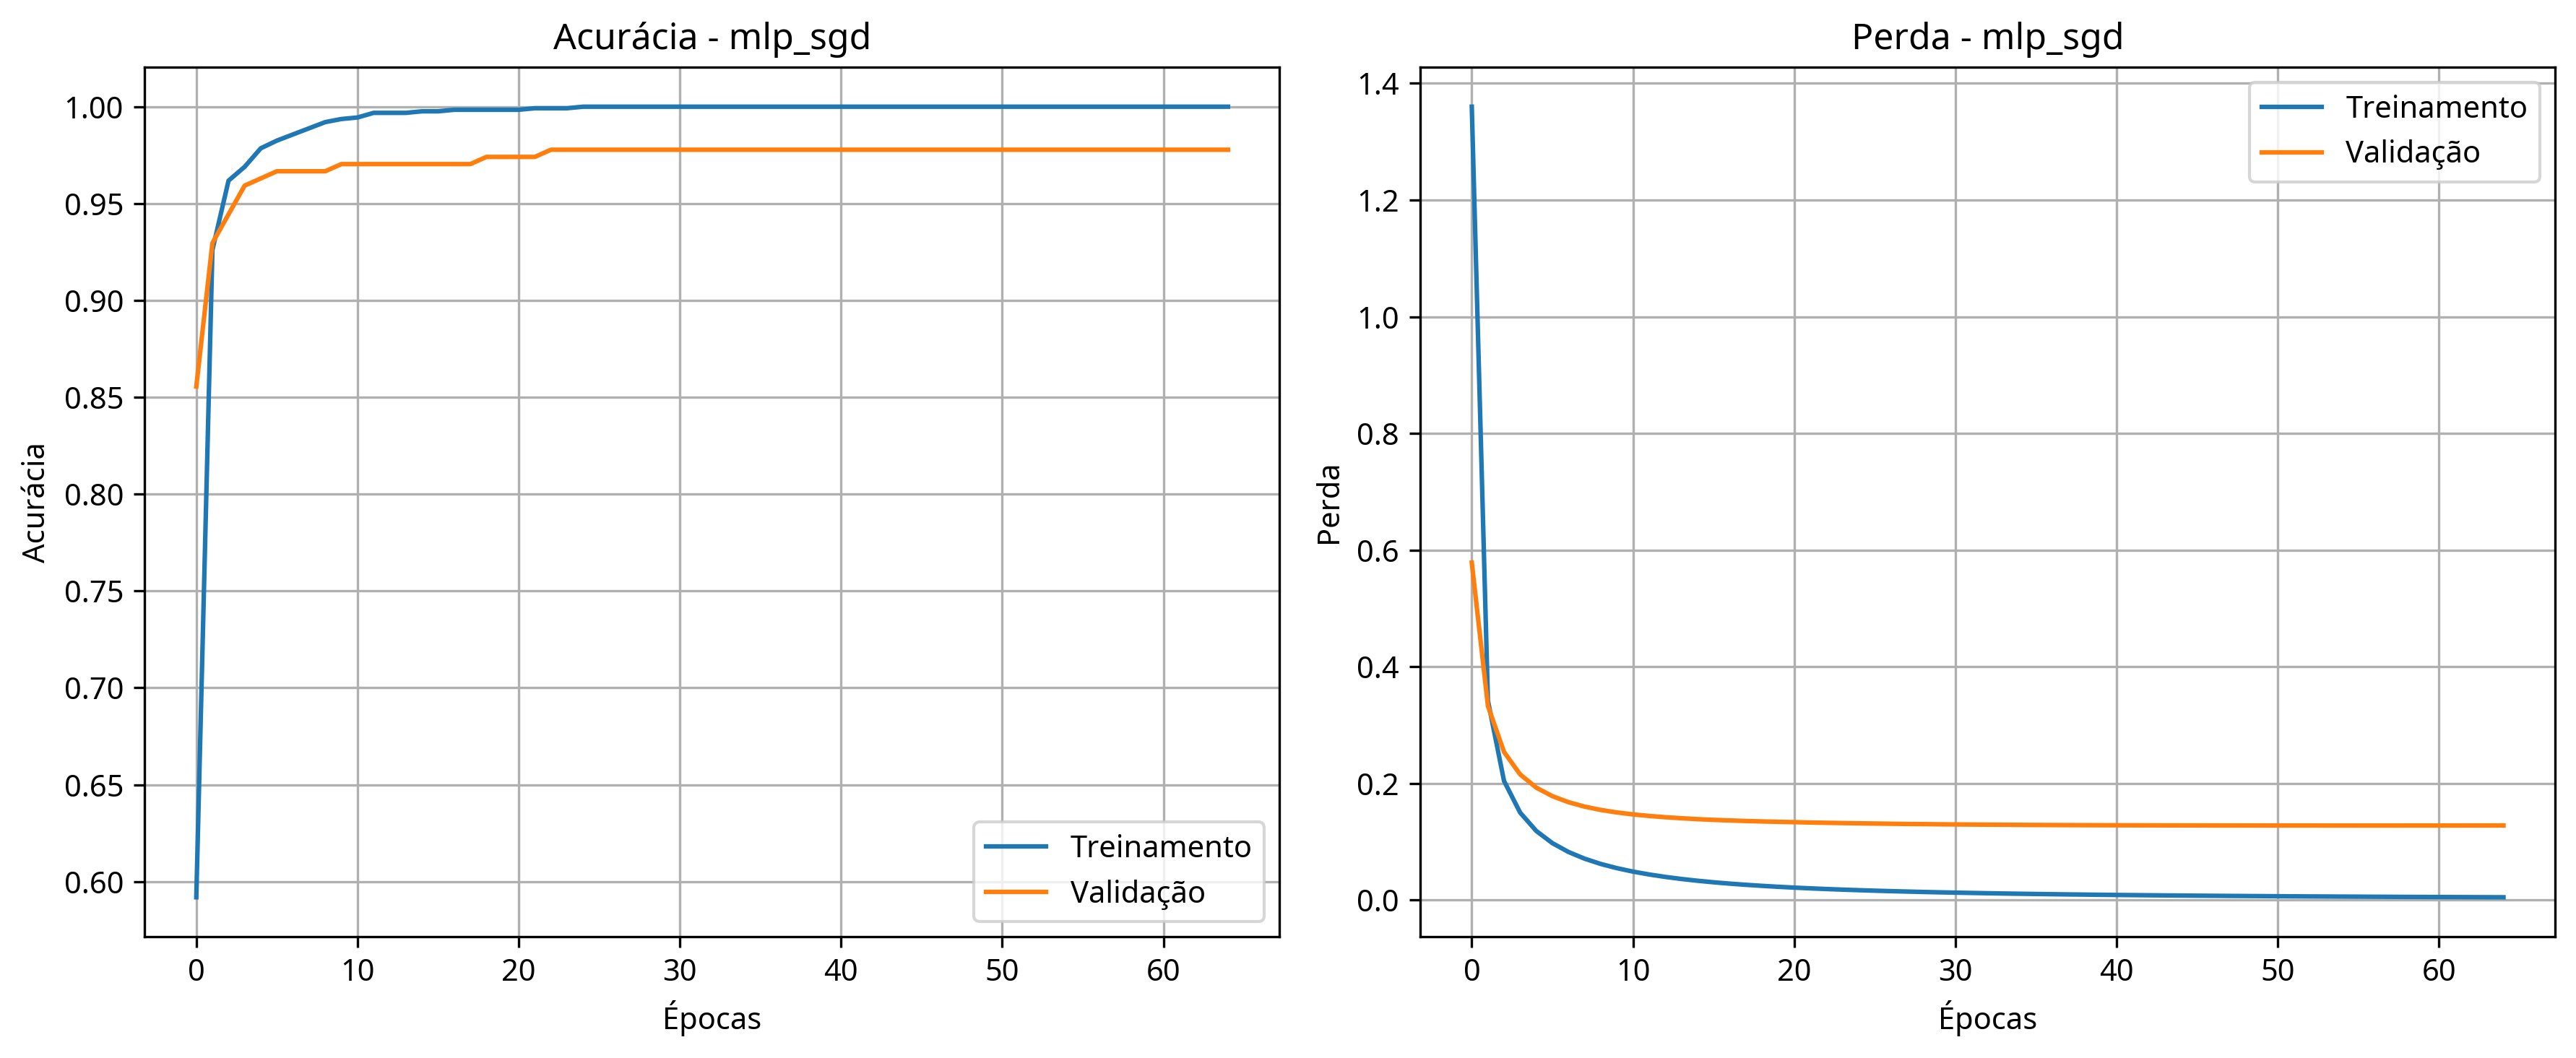 Acurácia - mlp_sgd
1.00
0.95
0.90
0.85
0.80
0.75
0.70
0.65
0.60
Acurácia
Treinamento
Validação
0 10 20 30 40 50 60
Épocas
Perda - mlp_sgd
1.4
1.2
1.0
0.8
0.6
0.4
0.2
0.0
Perda
Treinamento
Validação
0 10 20 30 40 50 60
Épocas